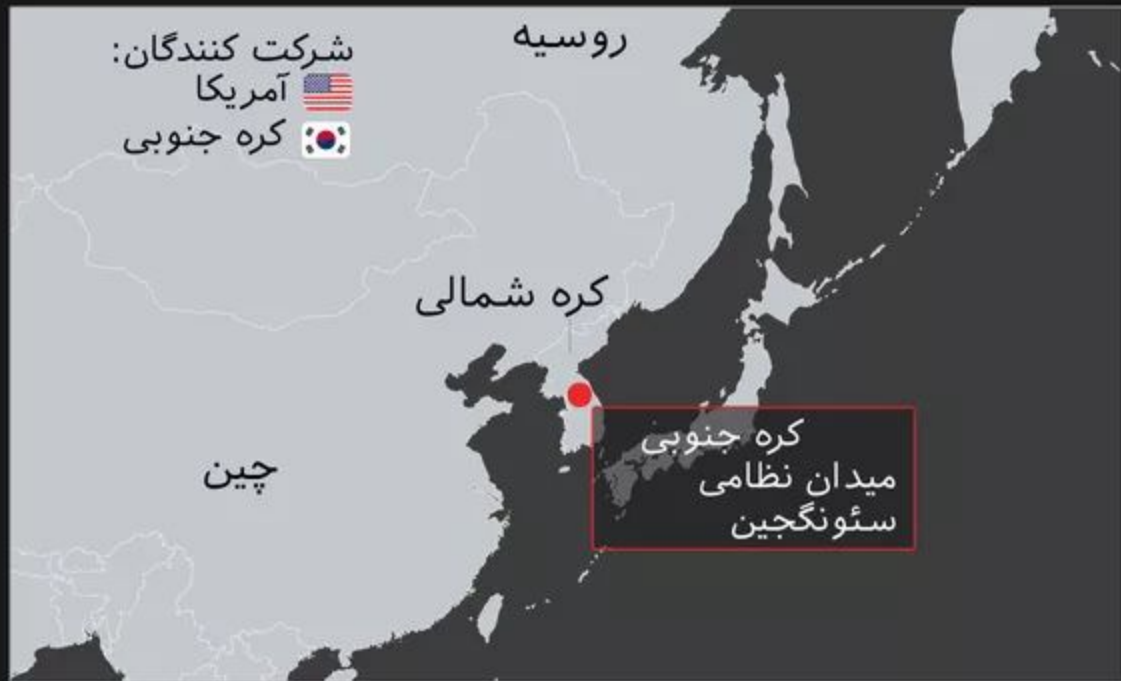 شرکت کنندگان:
آمریکا
کره جنوبی
روسیه
کره شمالی
چین
کره جنوبی
میدان نظامی
سئونگجین